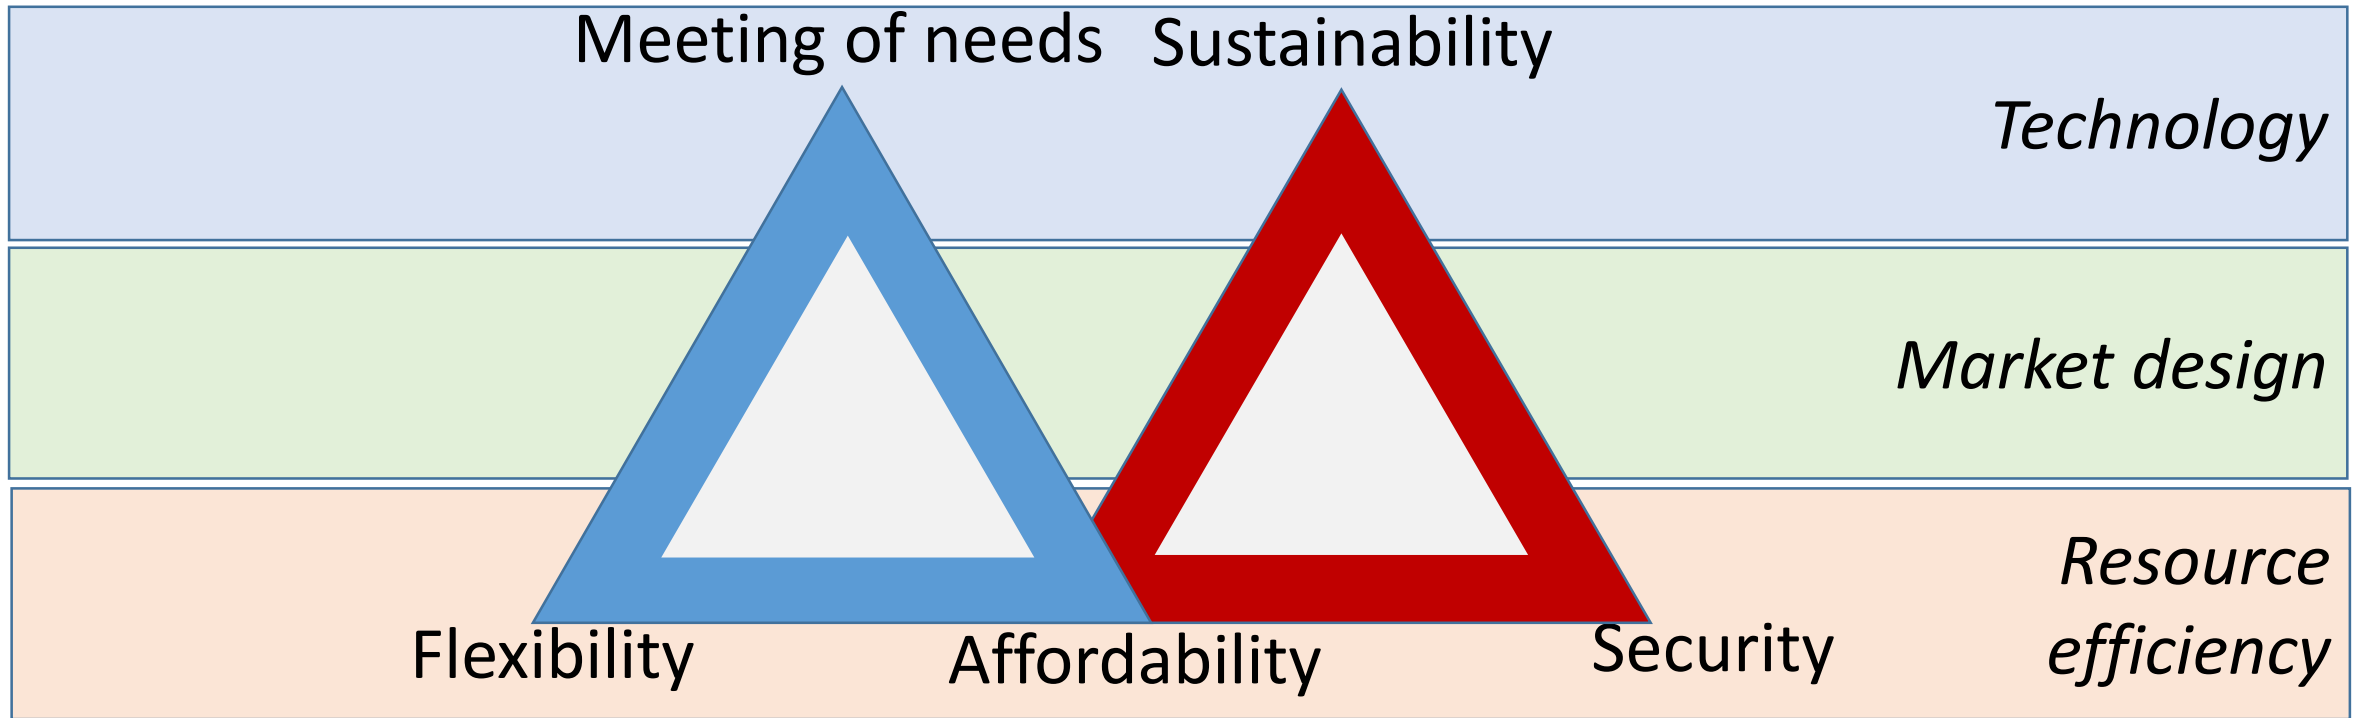 Meeting of needs
Sustainability
Technology
Market design
Resource
efficiency
Flexibility
Affordability
Security